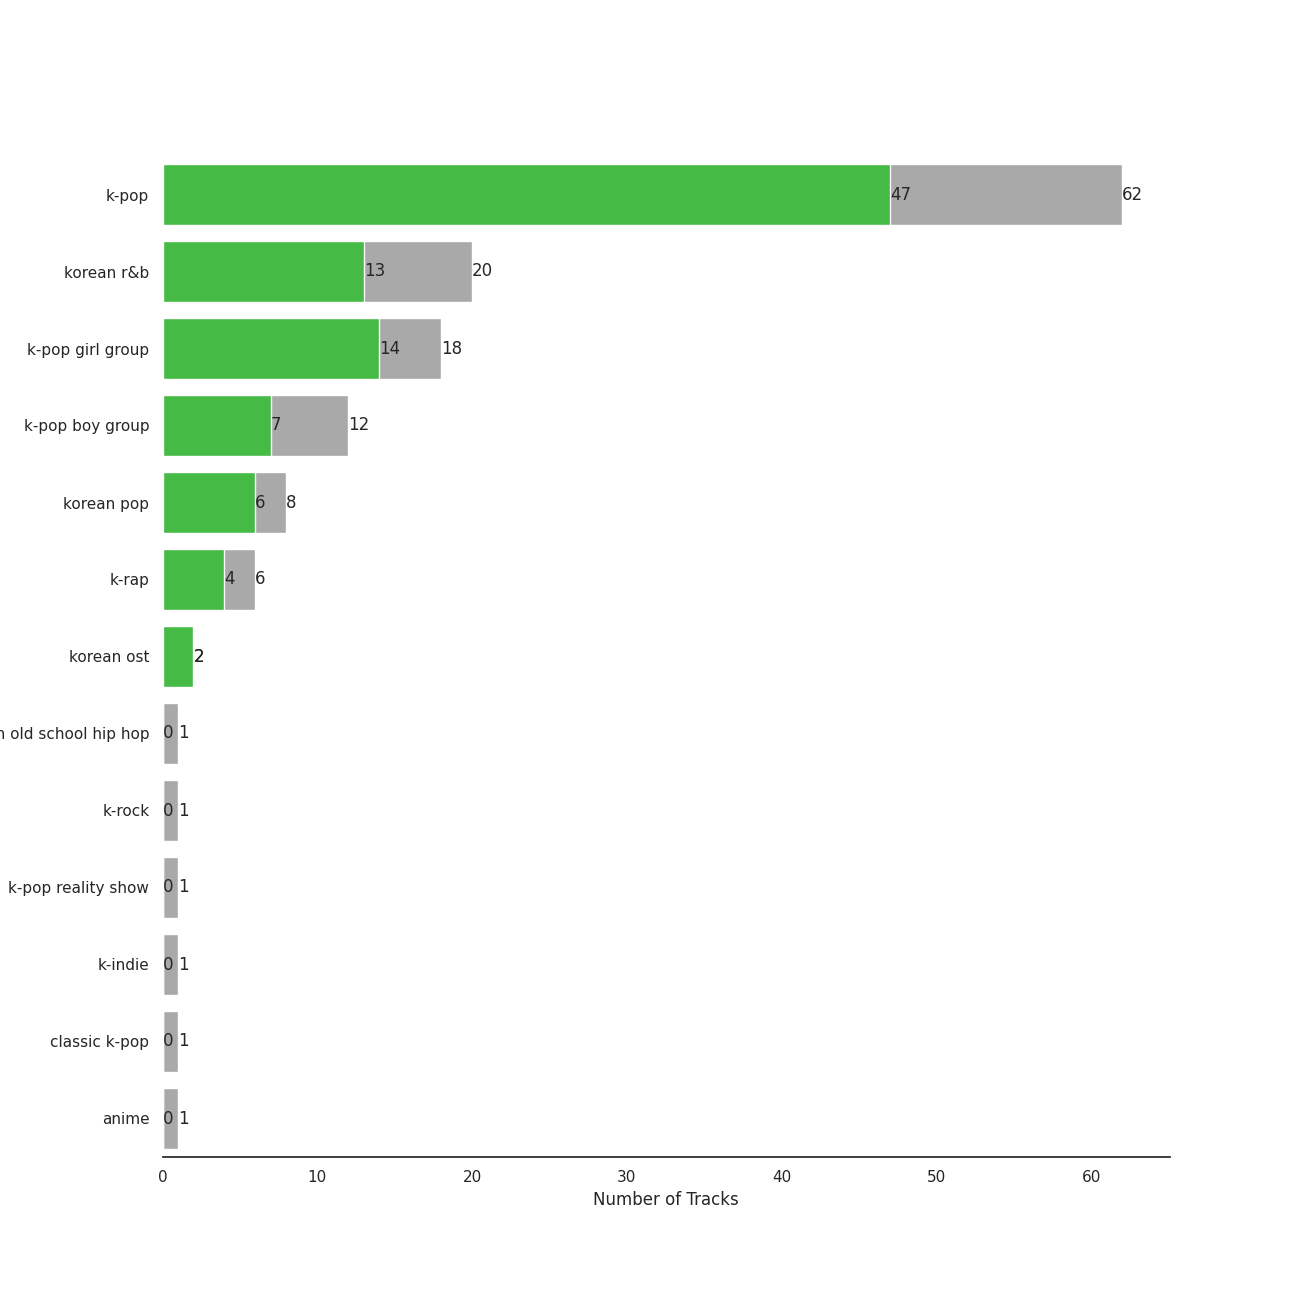 k-pop 47 62
korean r&b 13 20
k-pop girl group 14 18
k-pop boy group 7 12
korean pop 6 8
k-rap 4 6
korean ost 2
old school hip hop 0 1
k-rock 0 1
k-pop reality show 0 1
k-indie 0 1
classic k-pop 0 1
anime 0 1
0 10 20 30 40 50 60
Number of Tracks